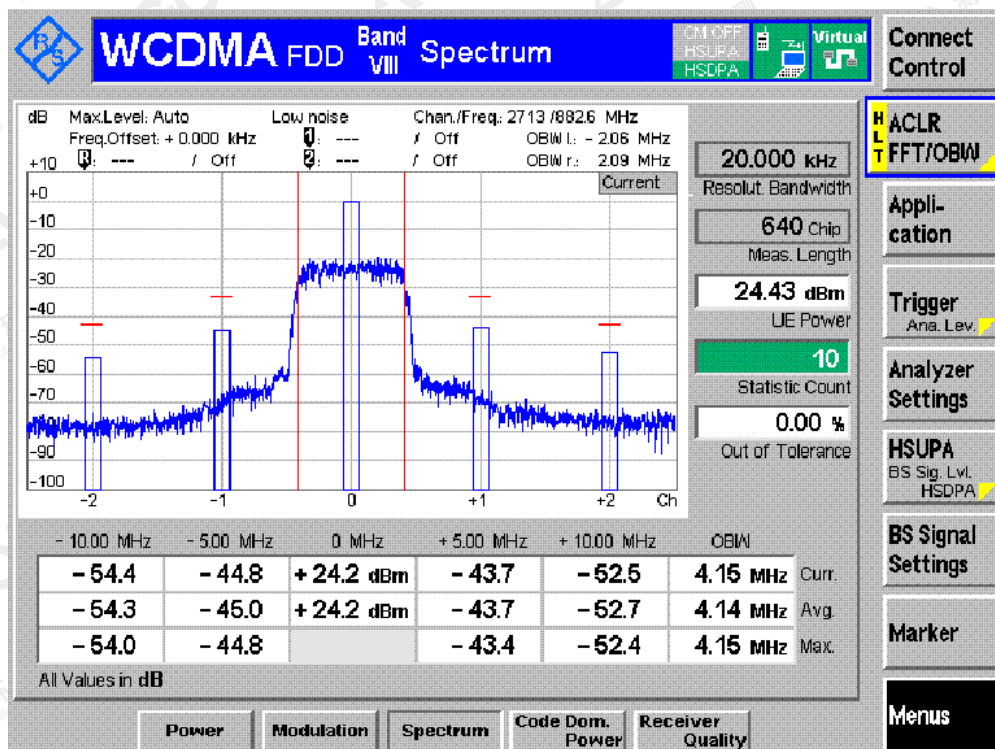 R S
WCDMA FDD Band VIII Spectrum
CM OFF
HSUPA
HSDPA
Virtual
Connect Control
dB Max.Level: Auto Low noise Chan./Freq.: 2713 /882.6 MHz
Freq.Offset: + 0.000 kHz 1: --- / Off OBW l.: - 2.06 MHz
R: --- / Off 2: --- / Off OBW r.: 2.09 MHz
Current
+10
+0
-10
-20
-30
-40
-50
-60
-70
-90
-100
-2 -1 0 +1 +2 Ch
20.000 kHz
Resolut. Bandwidth
640 Chip
Meas. Length
24.43 dBm
UE Power
10
Statistic Count
0.00 %
Out of Tolerance
HLT
ACLR
FFT/OBW
Appli-
cation
Trigger
Ana. Lev.
Analyzer
Settings
HSUPA
BS Sig. Lvl.
HSDPA
BS Signal
Settings
Marker
Menus
- 10.00 MHz - 5.00 MHz 0 MHz + 5.00 MHz + 10.00 MHz OBW
- 54.4 - 44.8 + 24.2 dBm - 43.7 - 52.5 4.15 MHz Curr.
- 54.3 - 45.0 + 24.2 dBm - 43.7 - 52.7 4.14 MHz Avg.
- 54.0 - 44.8 - 43.4 - 52.4 4.15 MHz Max.
All Values in dB
Power
Modulation
Spectrum
Code Dom.
Power
Receiver
Quality